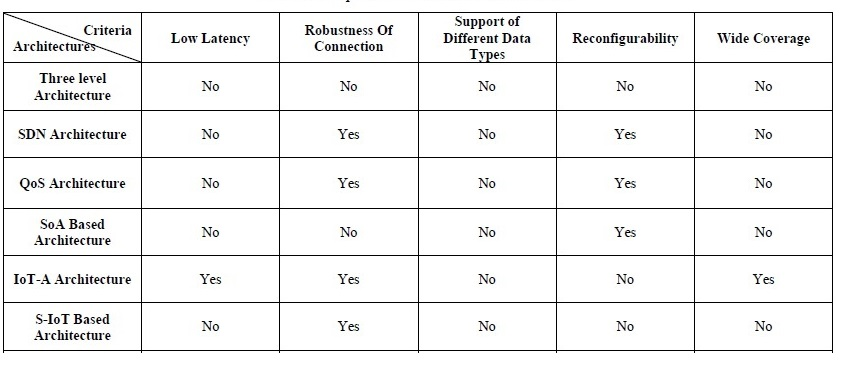 Criteria
Architectures
Low Latency
Robustness Of
Connection
Support of
Different Data
Types
Reconfigurability
Wide Coverage
Three level
Architecture
No No No No No
SDN Architecture No Yes No Yes No
QoS Architecture No Yes No Yes No
SoA Based
Architecture
No No No Yes No
IoT-A Architecture Yes Yes No No Yes
S-IoT Based
Architecture
No Yes No No No